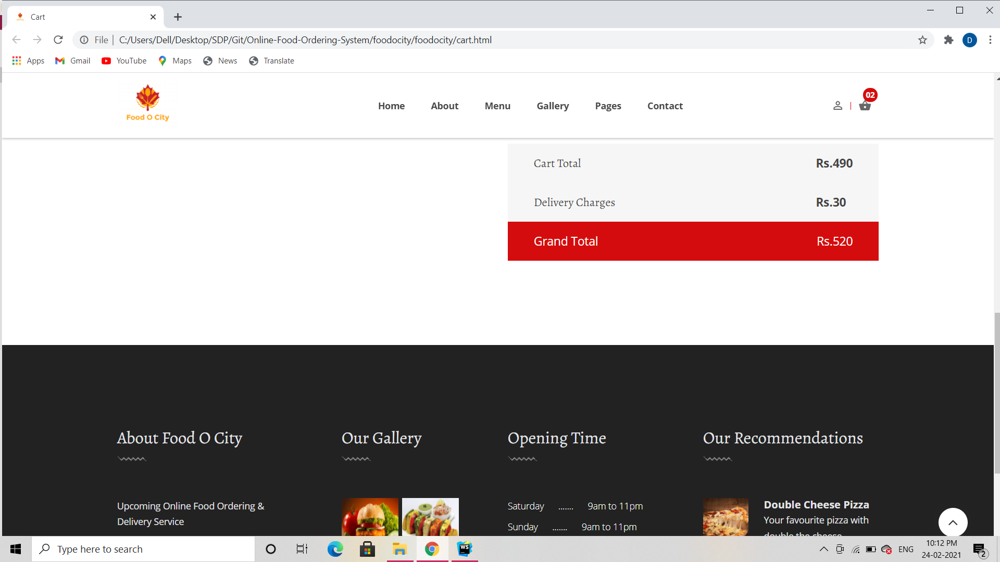 Cart
File
C:/Users/Dell/Desktop/SDP/Git/Online-Food-Ordering-System/foodocity/foodocity/cart.html
D
Apps
Gmail
YouTube
Maps
News
Translate
Food O City
Home
About
Menu
Gallery
Pages
Contact
02
Cart Total
Rs.490
Delivery Charges
Rs.30
Grand Total
Rs.520
About Food O City
Our Gallery
Opening Time
Our Recommendations
Upcoming Online Food Ordering &
Delivery Service
Saturday ....... 9am to 11pm
Sunday ....... 9am to 11pm
Double Cheese Pizza
Your favourite pizza with
double the cheese
Type here to search
WS
ENG
10:12 PM
24-02-2021
2